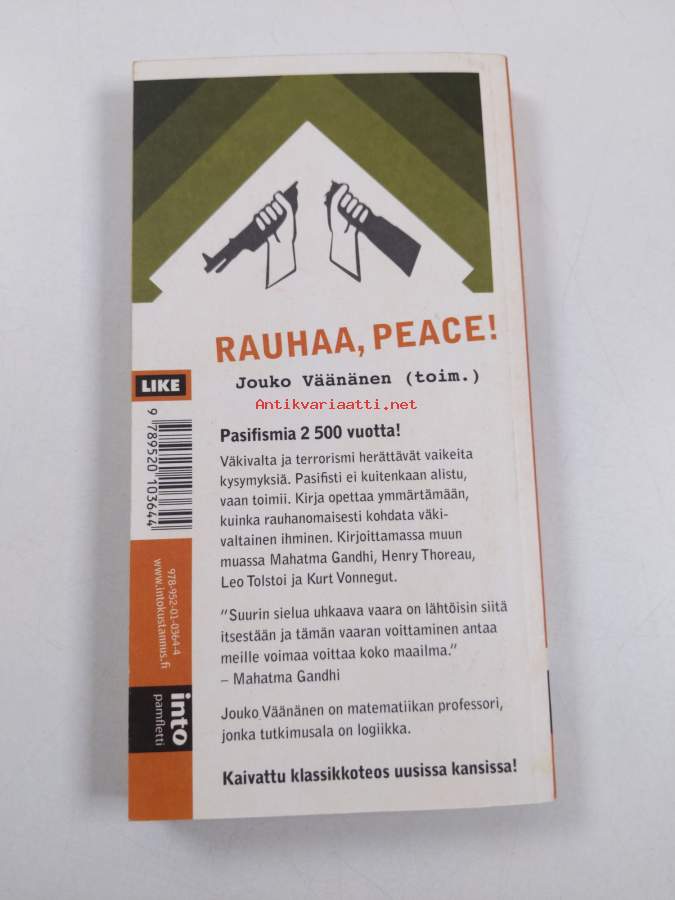 RAUHAA, PEACE!
Jouko Väänänen (toim.)
Antikvariaatti.net
Pasifismia 2 500 vuotta!
Väkivalta ja terrorismi herättävät vaikeita
kysymyksiä. Pasifisti ei kuitenkaan alistu,
vaan toimii. Kirja opettaa ymmärtämään,
kuinka rauhanomaisesti kohdata väki-
valtainen ihminen. Kirjoittamassa muun
muassa Mahatma Gandhi, Henry Thoreau,
Leo Tolstoi ja Kurt Vonnegut.
"Suurin sielua uhkaava vaara on lähtöisin siitä
itsestään ja tämän vaaran voittaminen antaa
meille voimaa voittaa koko maailma."
– Mahatma Gandhi
Jouko Väänänen on matematiikan professori,
jonka tutkimusala on logiikka.
Kaivattu klassikkoteos uusissa kansissa!
LIKE
9 789520 103644
978-952-01-0364-4
www.intokustannus.fi
into
pamfletti